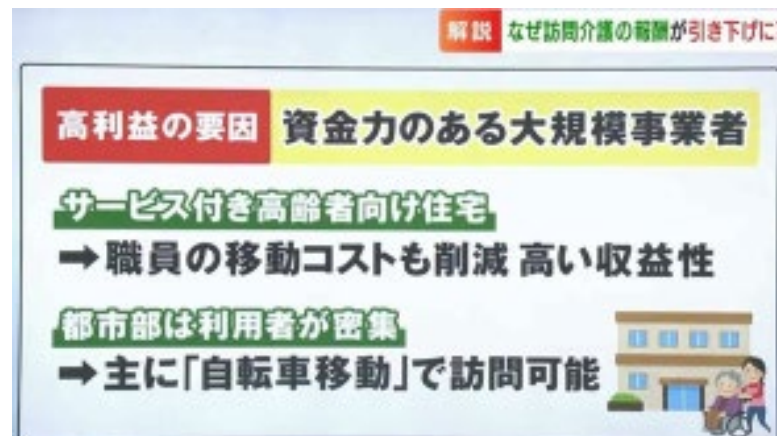 解説 なぜ訪問介護の報酬が引き下げに
高利益の要因 資金力のある大規模事業者
サービス付き高齢者向け住宅
➡職員の移動コストも削減 高い収益性
都市部は利用者が密集
➡主に「自転車移動」で訪問可能